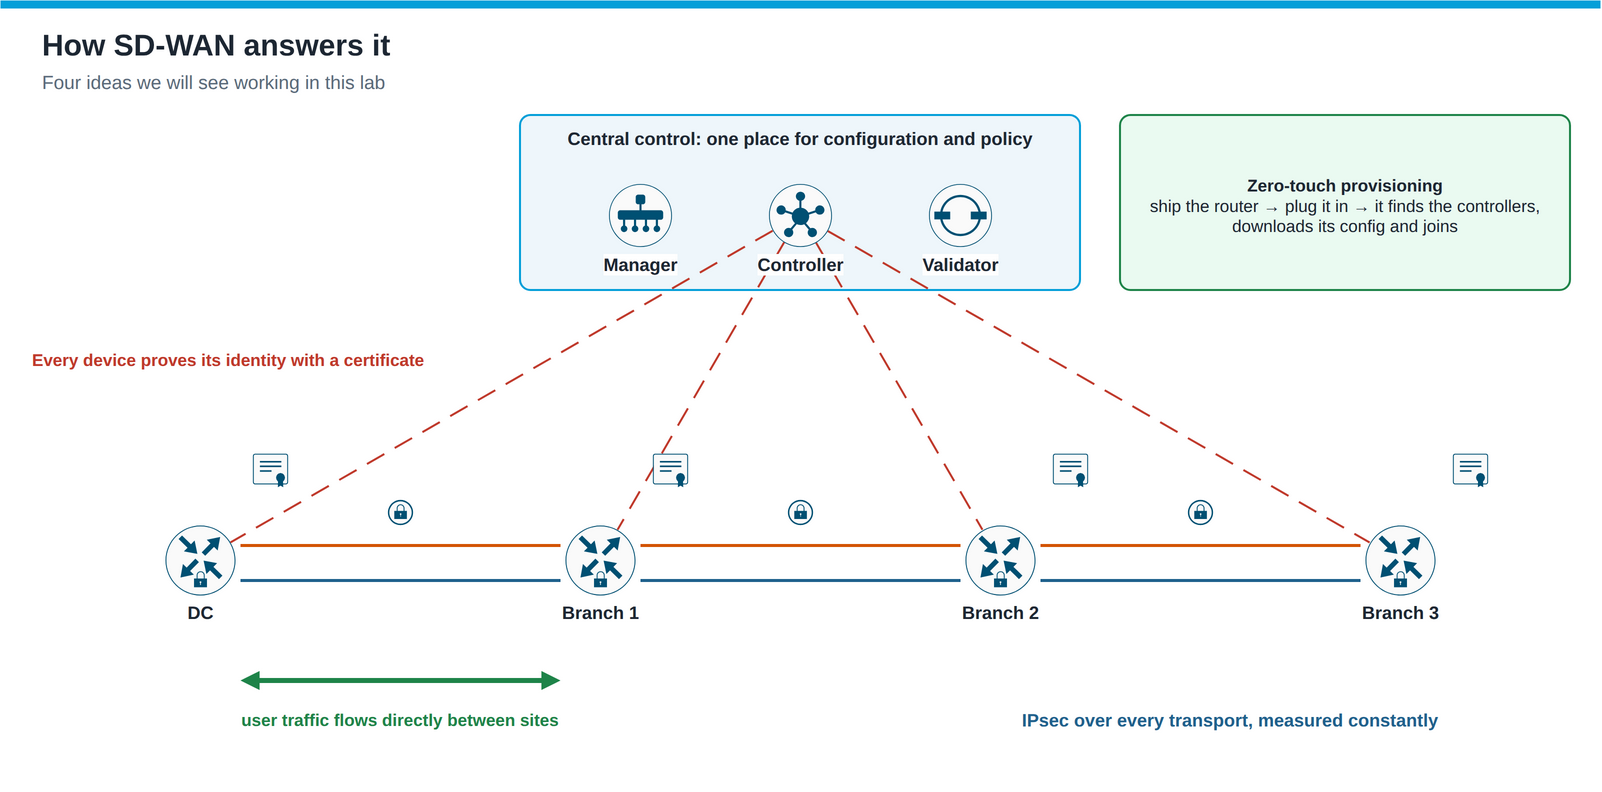 How SD-WAN answers it
Four ideas we will see working in this lab
Central control: one place for configuration and policy
Manager
Controller
Validator
Zero-touch provisioning
ship the router → plug it in → it finds the controllers,
downloads its config and joins
Every device proves its identity with a certificate
DC
Branch 1
Branch 2
Branch 3
user traffic flows directly between sites
IPsec over every transport, measured constantly